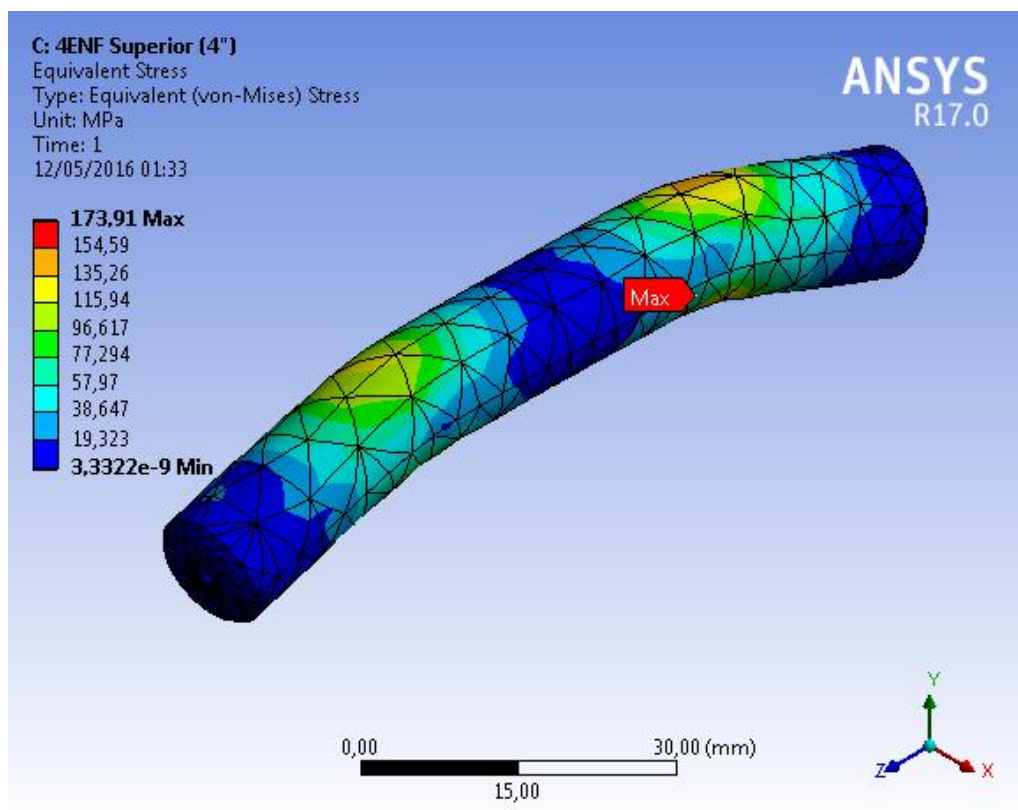 C: 4ENF Superior (4")
Equivalent Stress
Type: Equivalent (von-Mises) Stress
Unit: MPa
Time: 1
12/05/2016 01:33
ANSYS
R17.0
173,91 Max
154,59
135,26
115,94
96,617
77,294
57,97
38,647
19,323
3,3322e-9 Min
Max
0,00
30,00 (mm)
15,00
Y
Z
X